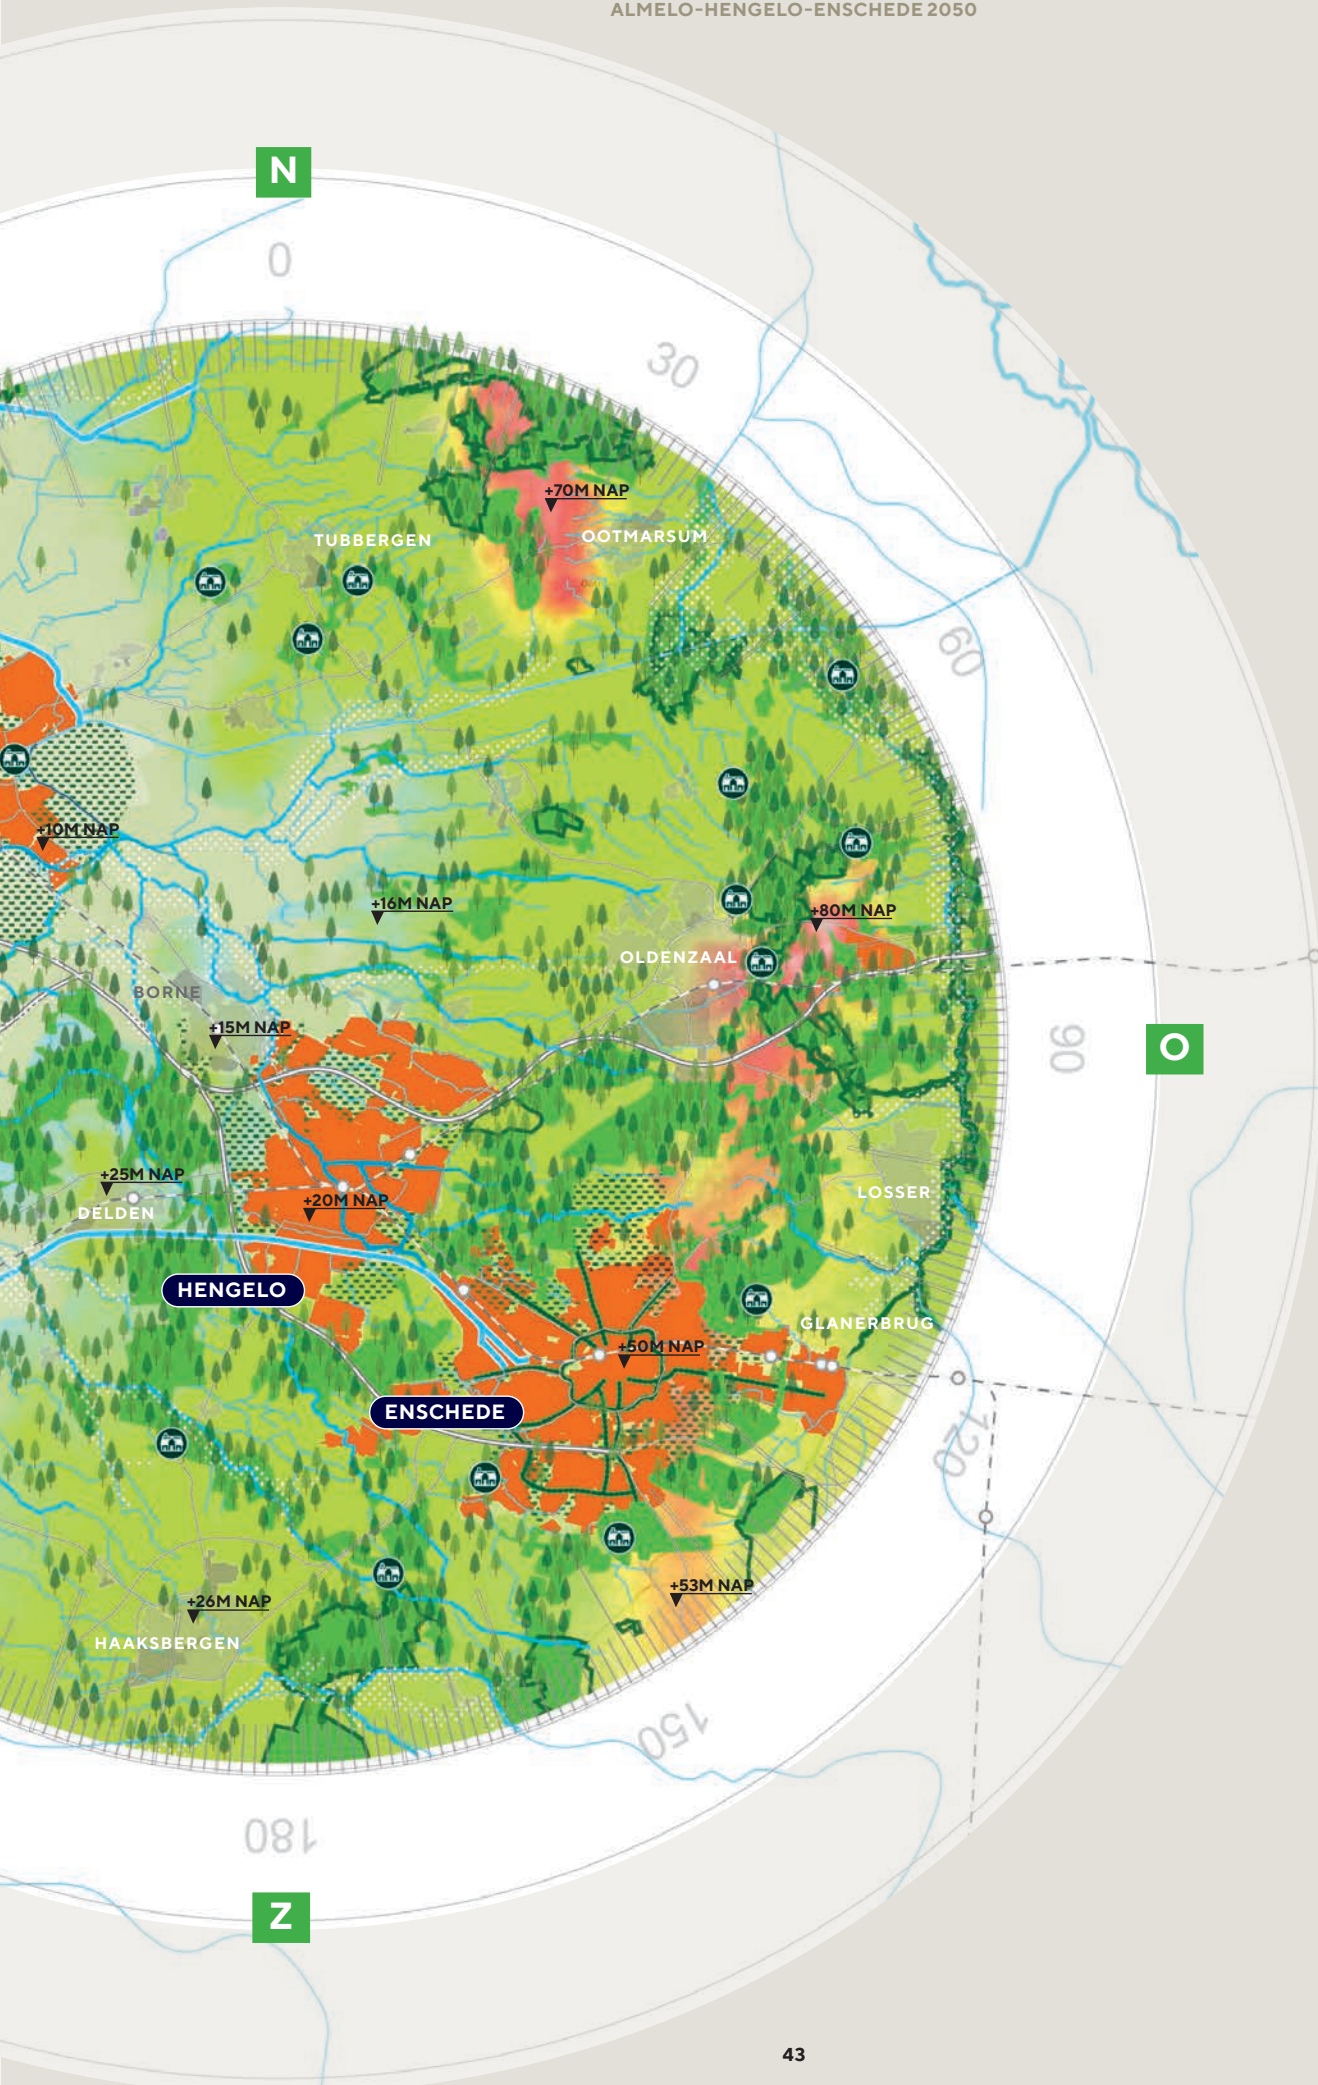 ALMELO-HENGELO-ENSCHEDE 2050
N
0
30
+70M NAP
OOTMARSUM
TUBBERGEN
60
+10M NAP
+16M NAP
+80M NAP
OLDENZAAL
BORNE
+15M NAP
90
O
+25M NAP
DELDEN
+20M NAP
LOSSER
HENGELO
GLANERBRUG
+50M NAP
ENSCHEDE
120
+53M NAP
+26M NAP
HAAKSBERGEN
150
180
Z
43